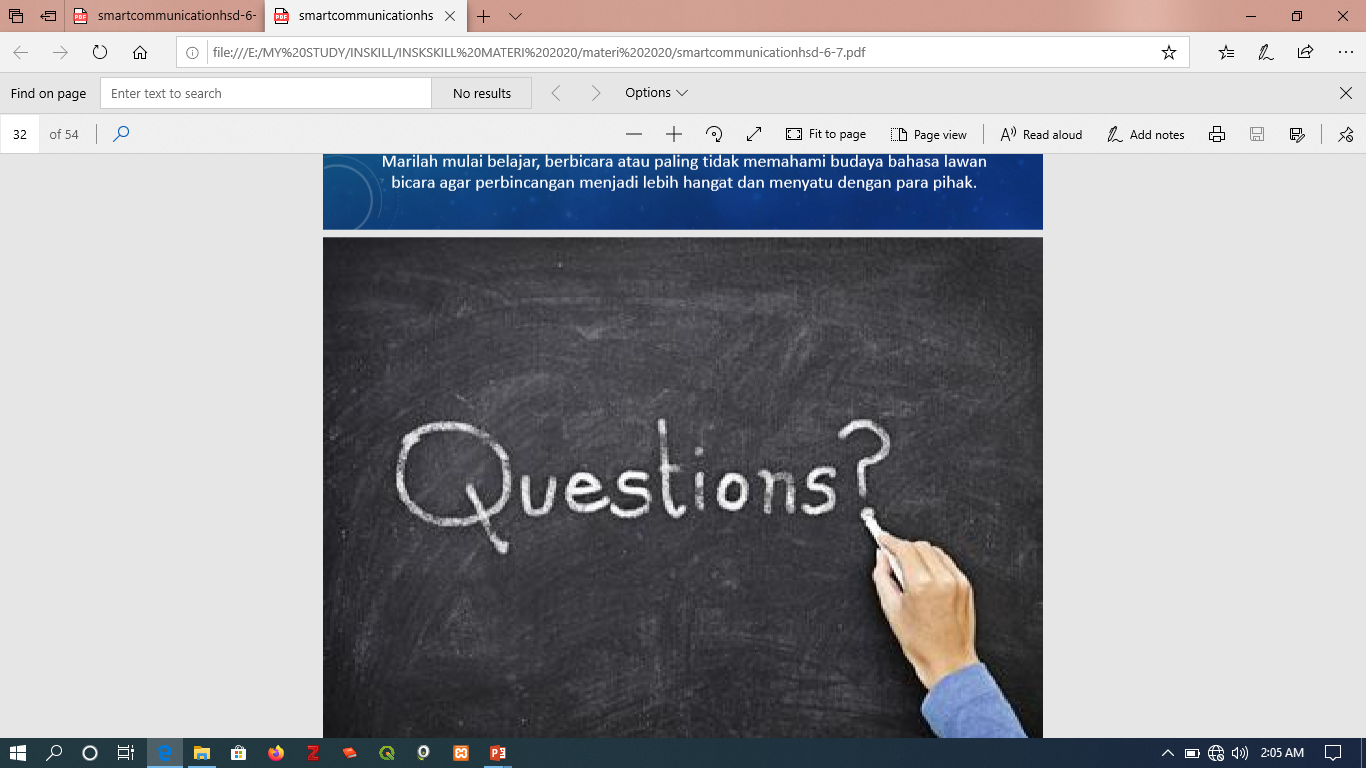 smartcommunicationhsd-6-
smartcommunicationhs
file:///E:/MY%20STUDY/INSKILL/INSKSKILL%20MATERI%202020/materi%202020/smartcommunicationhsd-6-7.pdf
Find on page
Enter text to search
No results
Options
32 of 54
Fit to page
Page view
Read aloud
Add notes
Marilah mulai belajar, berbicara atau paling tidak memahami budaya bahasa lawan
bicara agar perbincangan menjadi lebih hangat dan menyatu dengan para pihak.
Questions?
2:05 AM